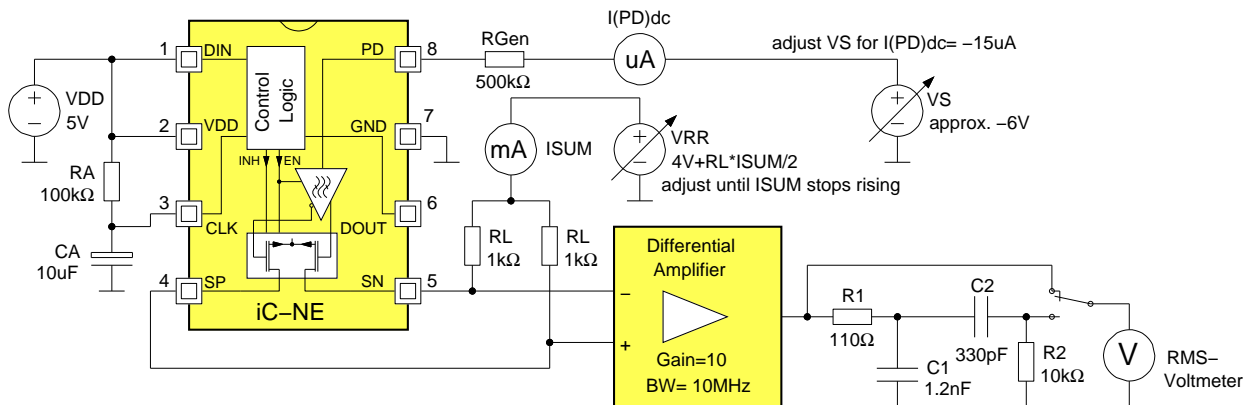 I(PD)dc
adjust VS for I(PD)dc= −15uA
1
DIN
PD
8
RGen
500kΩ
uA
VDD
5V
Control
Logic
2
VDD
GND
7
VS
approx. −6V
mA
ISUM
VRR
4V+RL*ISUM/2
adjust until ISUM stops rising
INH
EN
RA
100kΩ
3
CLK
DOUT
6
RL
1kΩ
RL
1kΩ
CA
10uF
4
SP
SN
5
iC−NE
Differential
Amplifier
−
+
Gain=10
BW= 10MHz
R1
110Ω
C2
330pF
C1
1.2nF
R2
10kΩ
V
RMS−
Voltmeter